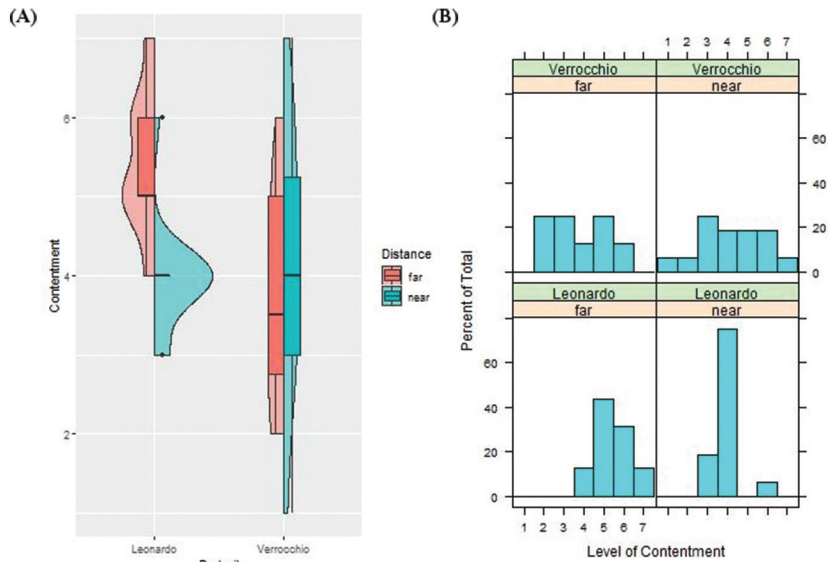 (A)
Contentment
6
4
2
Leonardo
Verrocchio
Distance
far
near
(B)
1 2 3 4 5 6 7
Verrocchio
Verrocchio
far
near
60
40
20
0
Leonardo
Leonardo
far
near
Percent of Total
60
40
20
0
1 2 3 4 5 6 7
Level of Contentment